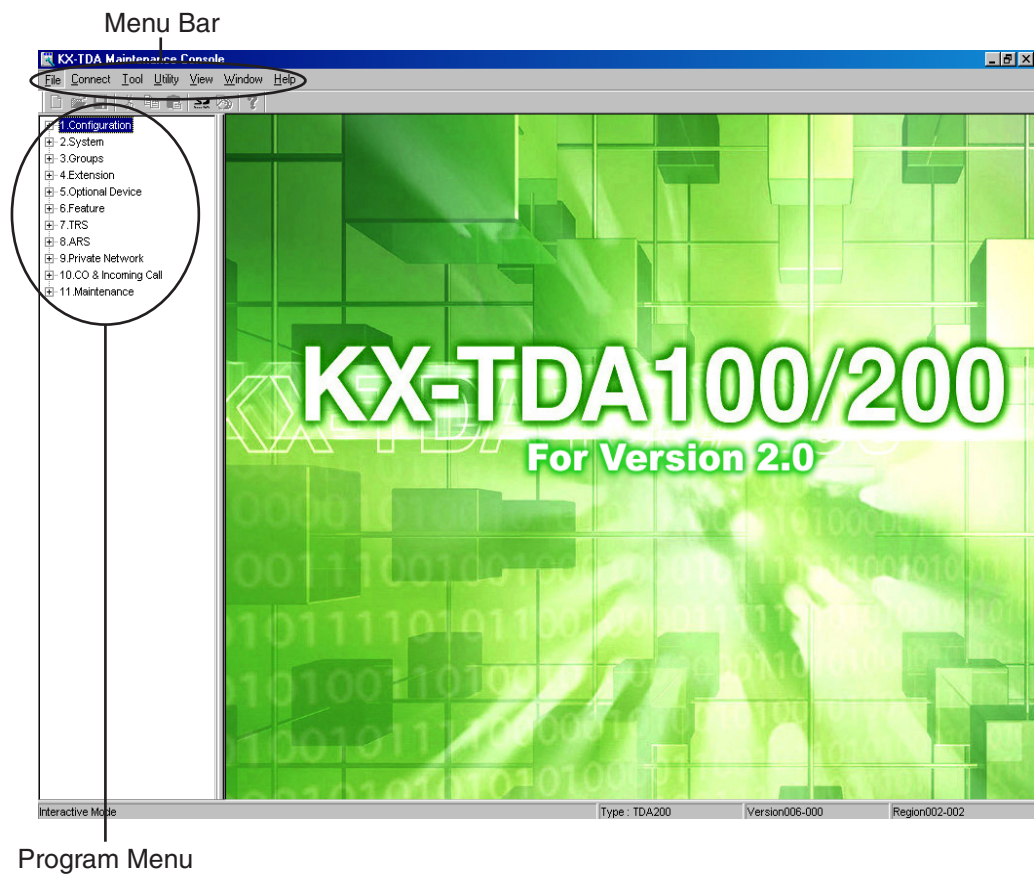 Menu Bar
KX-TDA Maintenance Console
File Connect Tool Utility View Window Help
1.Configuration
2.System
3.Groups
4.Extension
5.Optional Device
6.Feature
7.TRS
8.ARS
9.Private Network
10.CO & Incoming Call
11.Maintenance
KX-TDA100/200
For Version 2.0
Interactive Mode
Type : TDA200
Version006-000
Region002-002
Program Menu